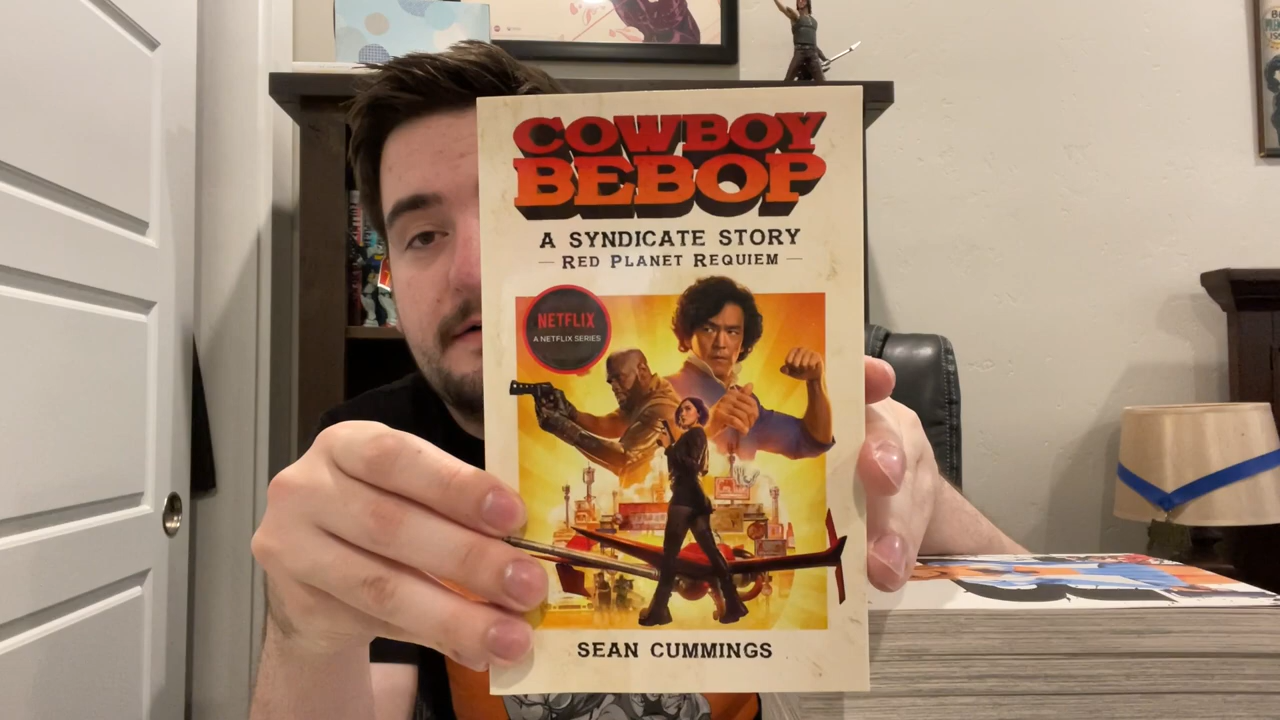 COWBOY
BEBOP
A SYNDICATE STORY
RED PLANET REQUIEM
NETFLIX
A NETFLIX SERIES
SEAN CUMMINGS